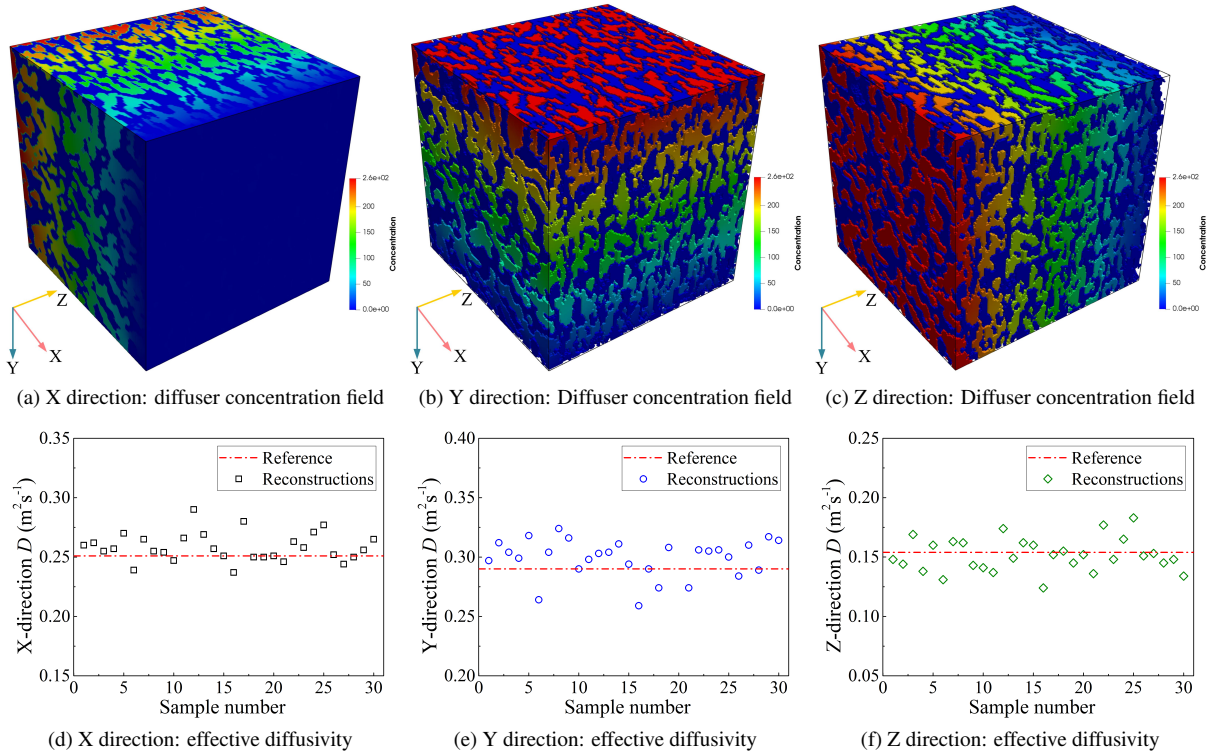 2.6e+02
200
150
100
50
0.0e+00
Concentration
Z
X
Y
(a) X direction: diffuser concentration field
2.6e+02
200
150
100
50
0.0e+00
Concentration
Z
X
Y
(b) Y direction: Diffuser concentration field
2.6e+02
200
150
100
50
0.0e+00
Concentration
Z
X
Y
(c) Z direction: Diffuser concentration field
X-direction D (m²s⁻¹)
0.35
0.30
0.25
0.20
0.15
Reference
Reconstructions
0 5 10 15 20 25 30
Sample number
(d) X direction: effective diffusivity
Y-direction D (m²s⁻¹)
0.40
0.35
0.30
0.30
0.20
Reference
Reconstructions
0 5 10 15 20 25 30
Sample number
(e) Y direction: effective diffusivity
Z-direction D (m²s⁻¹)
0.25
0.20
0.15
0.10
0.05
Reference
Reconstructions
0 5 10 15 20 25 30
Sample number
(f) Z direction: effective diffusivity